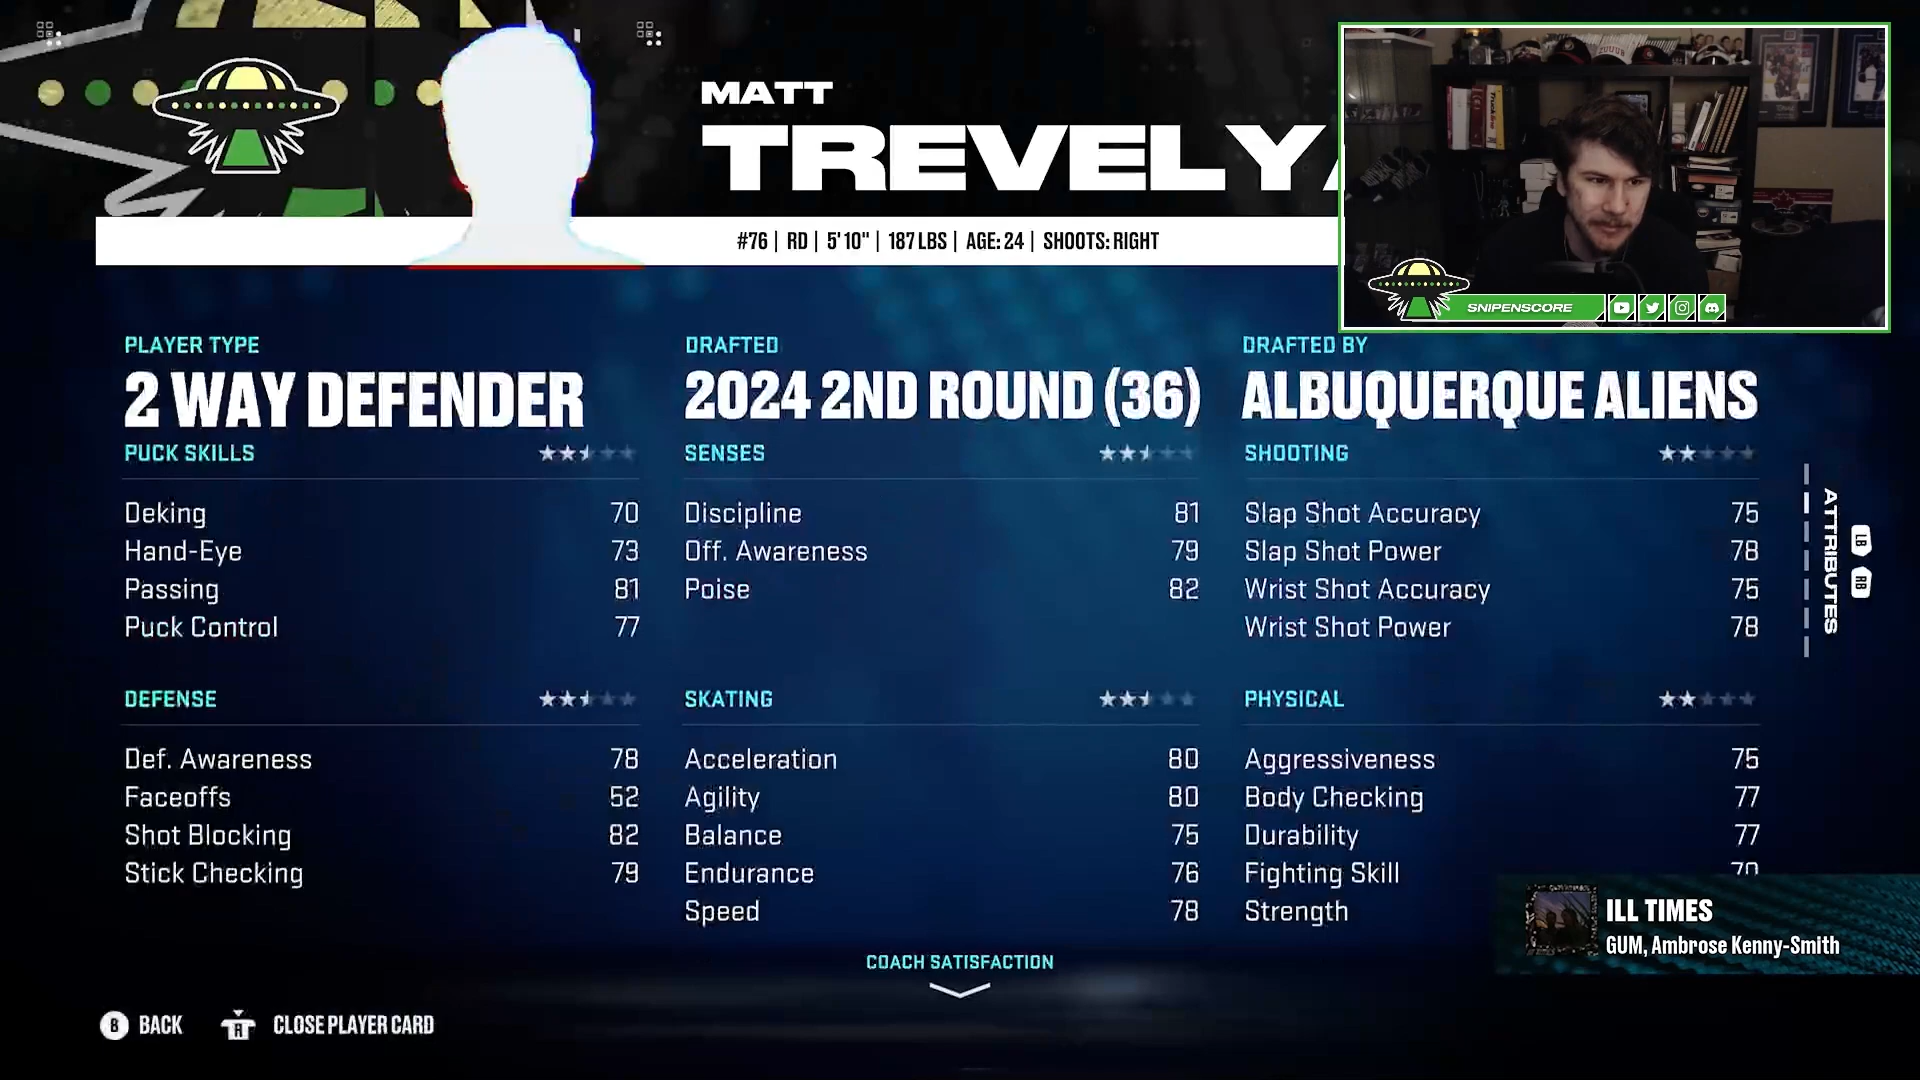 MATT
TREVELY
#76 | RD | 5'10" | 187 LBS | AGE: 24 | SHOOTS: RIGHT
SNIPENSCORE
PLAYER TYPE
2 WAY DEFENDER
DRAFTED
2024 2ND ROUND (36)
DRAFTED BY
ALBUQUERQUE ALIENS
PUCK SKILLS
Deking 70
Hand-Eye 73
Passing 81
Puck Control 77
SENSES
Discipline 81
Off. Awareness 79
Poise 82
SHOOTING
Slap Shot Accuracy 75
Slap Shot Power 78
Wrist Shot Accuracy 75
Wrist Shot Power 78
ATTRIBUTES
LB
RB
DEFENSE
Def. Awareness 78
Faceoffs 52
Shot Blocking 82
Stick Checking 79
SKATING
Acceleration 80
Agility 80
Balance 75
Endurance 76
Speed 78
PHYSICAL
Aggressiveness 75
Body Checking 77
Durability 77
Fighting Skill
Strength
ILL TIMES
GUM, Ambrose Kenny-Smith
COACH SATISFACTION
B BACK
R CLOSE PLAYER CARD